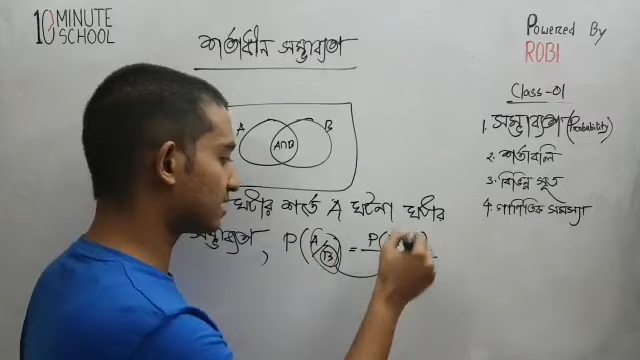 10 MINUTE SCHOOL
Powered By
ROBI
শর্তাধীন সম্ভাব্যতা
Class-01
1. সম্ভাব্যতা (Probability)
2. শর্তাবলি
3. বিভিন্ন সূত্র
4. গাণিতিক সমস্যা
A
B
A∩B
ঘটার শর্তে A ঘটনা ঘটার
সম্ভাব্যতা, P(A/B) = P(